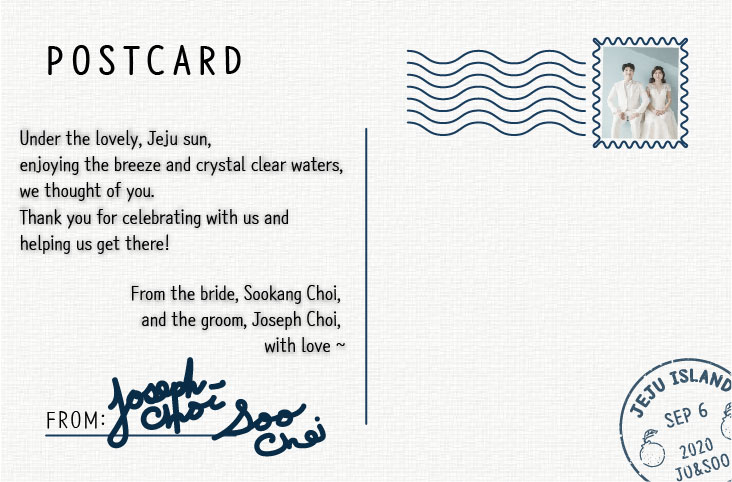 POSTCARD
Under the lovely, Jeju sun,
enjoying the breeze and crystal clear waters,
we thought of you.
Thank you for celebrating with us and
helping us get there!
From the bride, Sookang Choi,
and the groom, Joseph Choi,
with love ~
FROM: Joseph Choi Soo Choi
JEJU ISLAND
SEP 6
2020
JU&SOO